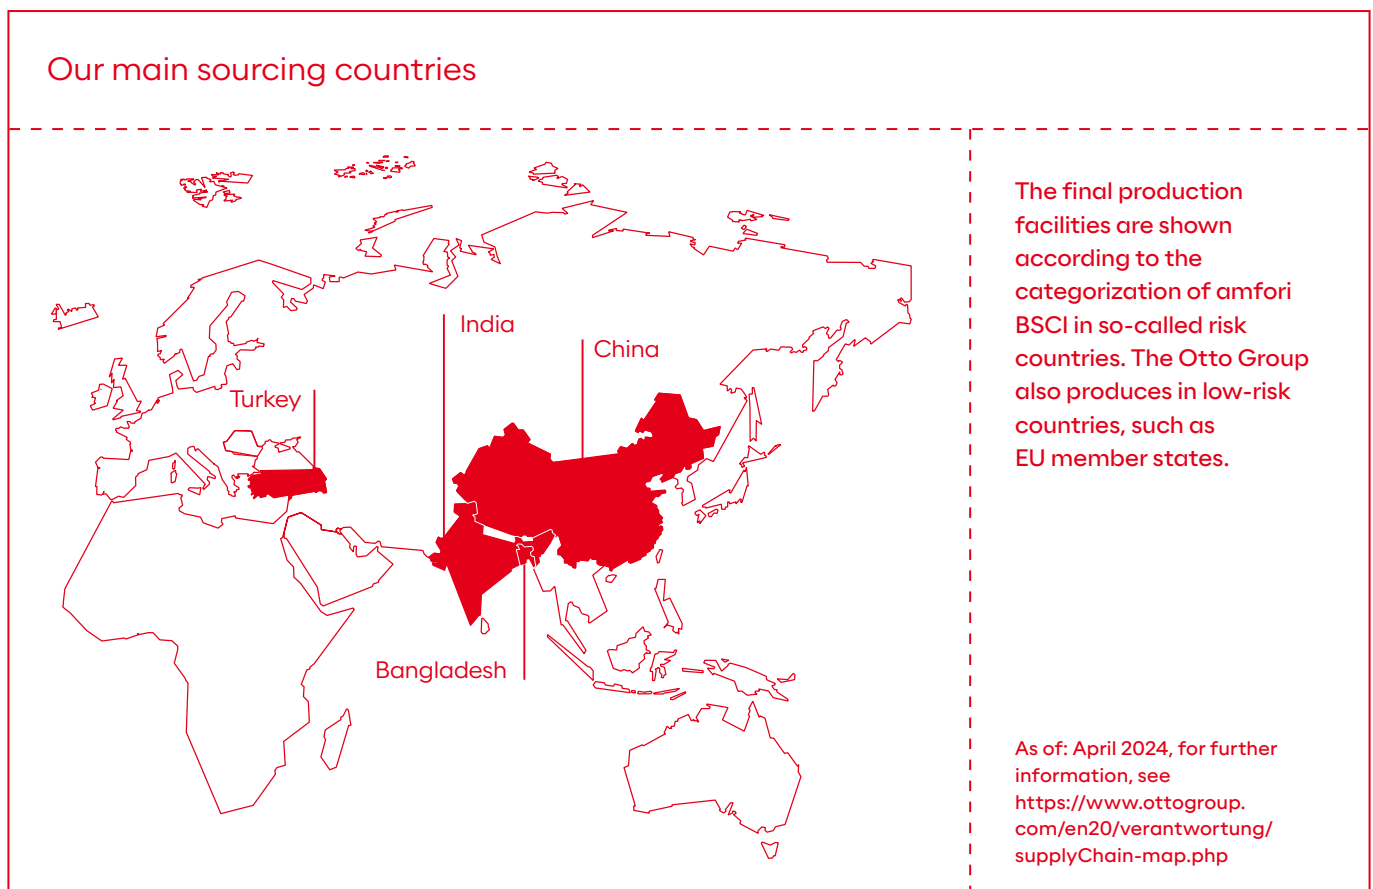 Our main sourcing countries
India
China
Turkey
Bangladesh
The final production
facilities are shown
according to the
categorization of amfori
BSCI in so-called risk
countries. The Otto Group
also produces in low-risk
countries, such as
EU member states.
As of: April 2024, for further
information, see
https://www.ottogroup.
com/en20/verantwortung/
supplyChain-map.php